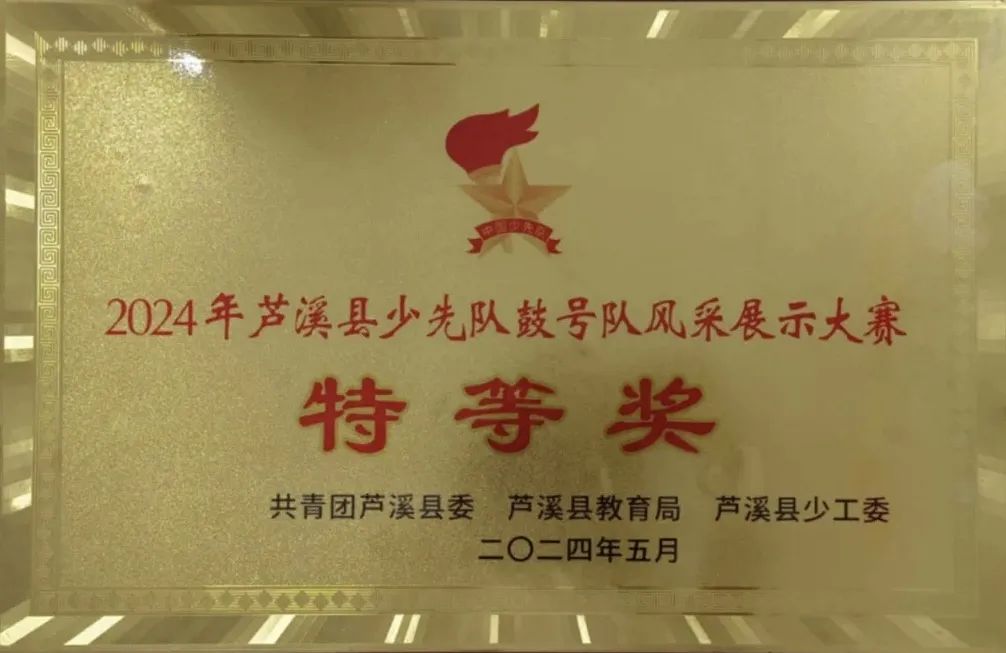 中国少先队
2024年芦溪县少先队鼓号队风采展示大赛
特等奖
共青团芦溪县委 芦溪县教育局 芦溪县少工委
二〇二四年五月